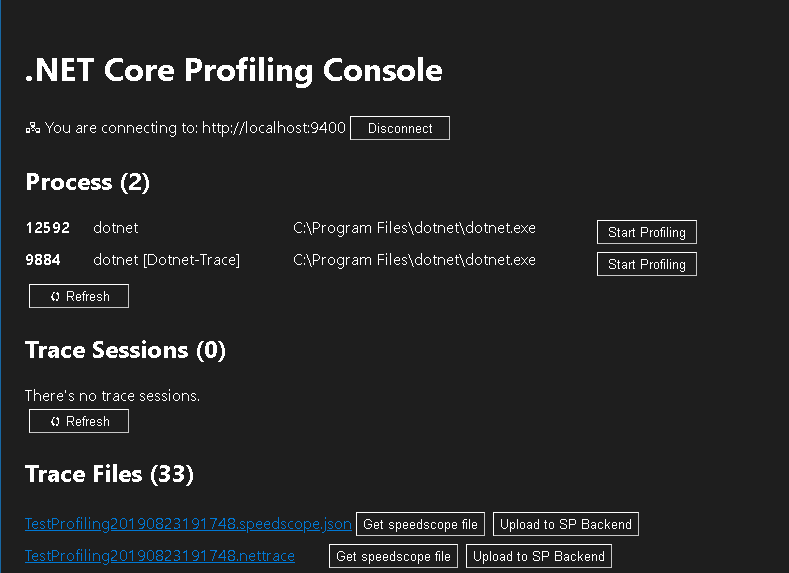 .NET Core Profiling Console
You are connecting to: http://localhost:9400 Disconnect
Process (2)
12592 dotnet C:\Program Files\dotnet\dotnet.exe Start Profiling
9884 dotnet [Dotnet-Trace] C:\Program Files\dotnet\dotnet.exe Start Profiling
Refresh
Trace Sessions (0)
There's no trace sessions.
Refresh
Trace Files (33)
TestProfiling20190823191748.speedscope.json Get speedscope file Upload to SP Backend
TestProfiling20190823191748.nettrace Get speedscope file Upload to SP Backend